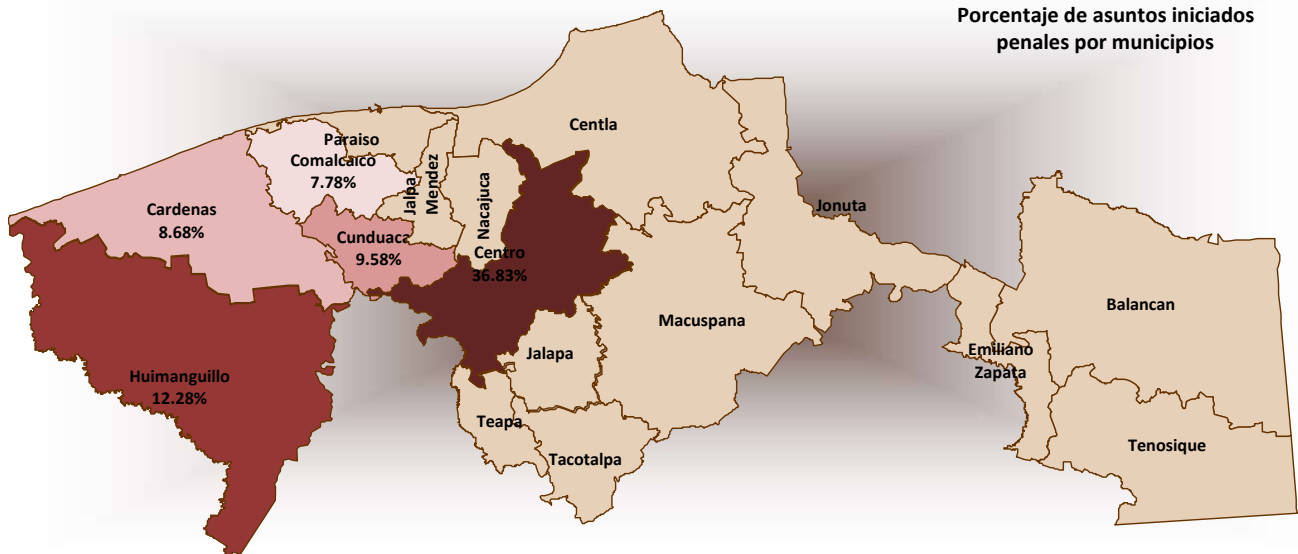 Porcentaje de asuntos iniciados
penales por municipios
Centla
Paraiso
Comalcalco
7.78%
Jalpa
Mendez
Nacajuca
Jonuta
Cardenas
8.68%
Cunduaca
9.58%
Centro
36.83%
Balancan
Macuspana
Emiliano
Zapata
Jalapa
Huimanguillo
12.28%
Teapa
Tenosique
Tacotalpa